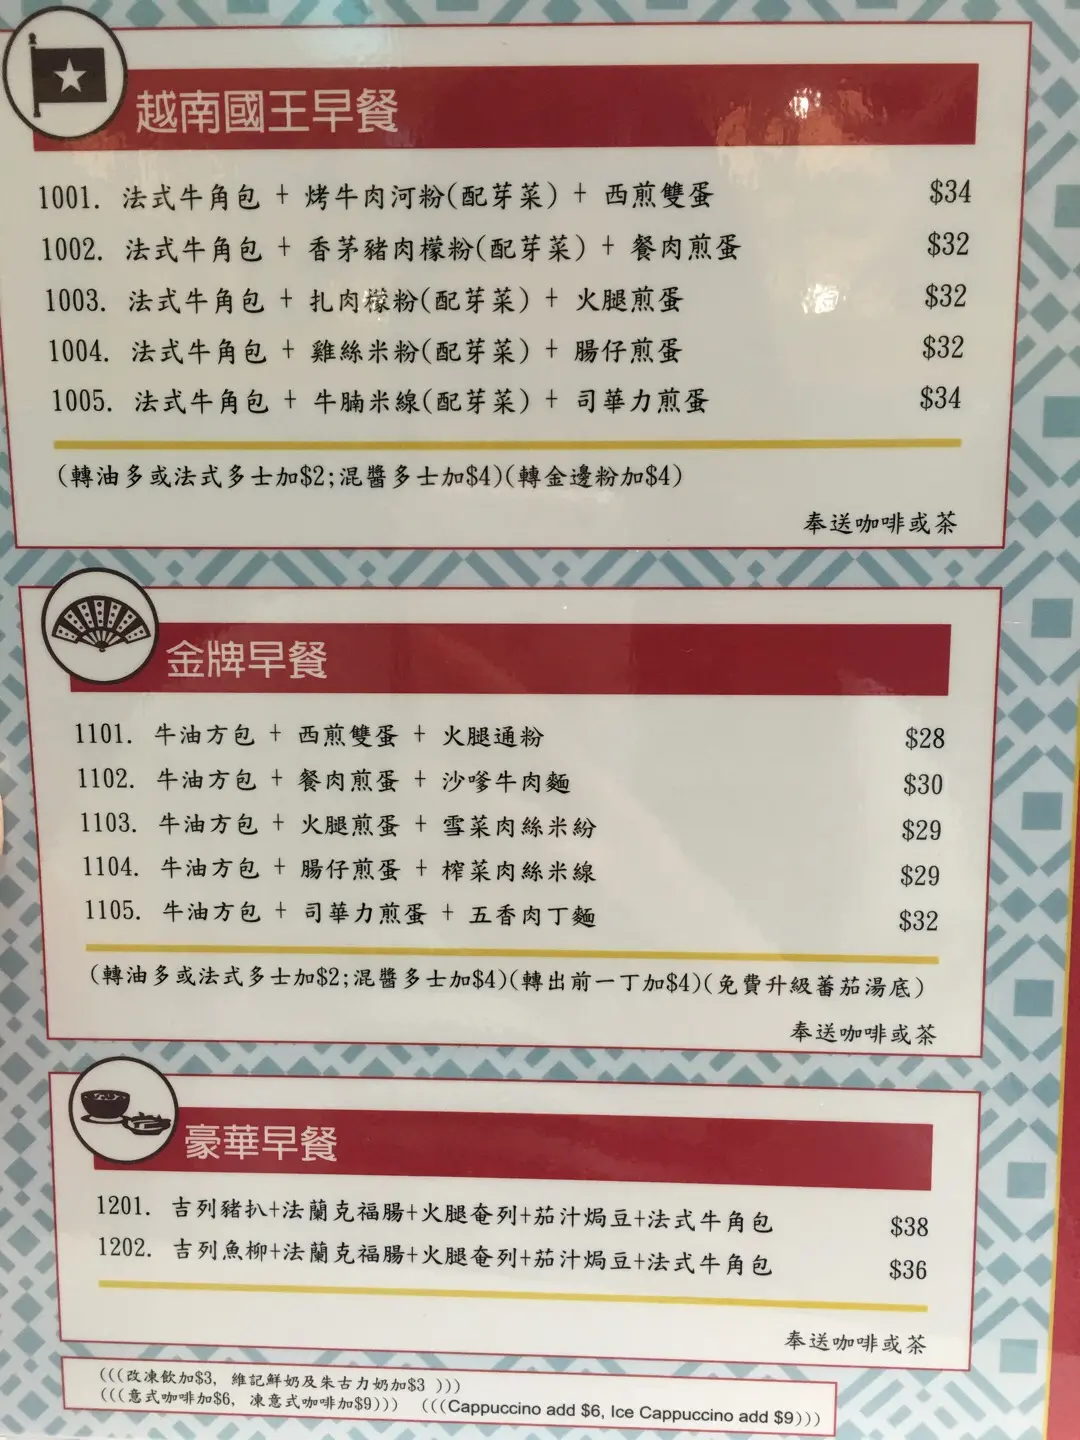 越南國王早餐
1001. 法式牛角包 + 烤牛肉河粉(配芽菜) + 西煎雙蛋 $34
1002. 法式牛角包 + 香茅豬肉檬粉(配芽菜) + 餐肉煎蛋 $32
1003. 法式牛角包 + 扎肉檬粉(配芽菜) + 火腿煎蛋 $32
1004. 法式牛角包 + 雞絲米粉(配芽菜) + 腸仔煎蛋 $32
1005. 法式牛角包 + 牛腩米線(配芽菜) + 司華力煎蛋 $34
(轉油多或法式多士加$2;混醬多士加$4)(轉金邊粉加$4)
奉送咖啡或茶
金牌早餐
1101. 牛油方包 + 西煎雙蛋 + 火腿通粉 $28
1102. 牛油方包 + 餐肉煎蛋 + 沙嗲牛肉麵 $30
1103. 牛油方包 + 火腿煎蛋 + 雪菜肉絲米紛 $29
1104. 牛油方包 + 腸仔煎蛋 + 榨菜肉絲米線 $29
1105. 牛油方包 + 司華力煎蛋 + 五香肉丁麵 $32
(轉油多或法式多士加$2;混醬多士加$4)(轉出前一丁加$4)(免費升級蕃茄湯底)
奉送咖啡或茶
豪華早餐
1201. 吉列豬扒+法蘭克福腸+火腿奄列+茄汁焗豆+法式牛角包 $38
1202. 吉列魚柳+法蘭克福腸+火腿奄列+茄汁焗豆+法式牛角包 $36
奉送咖啡或茶
(((改凍飲加$3, 維記鮮奶及朱古力奶加$3 )))
(((意式咖啡加$6, 凍意式咖啡加$9))) (((Cappuccino add $6, Ice Cappuccino add $9)))